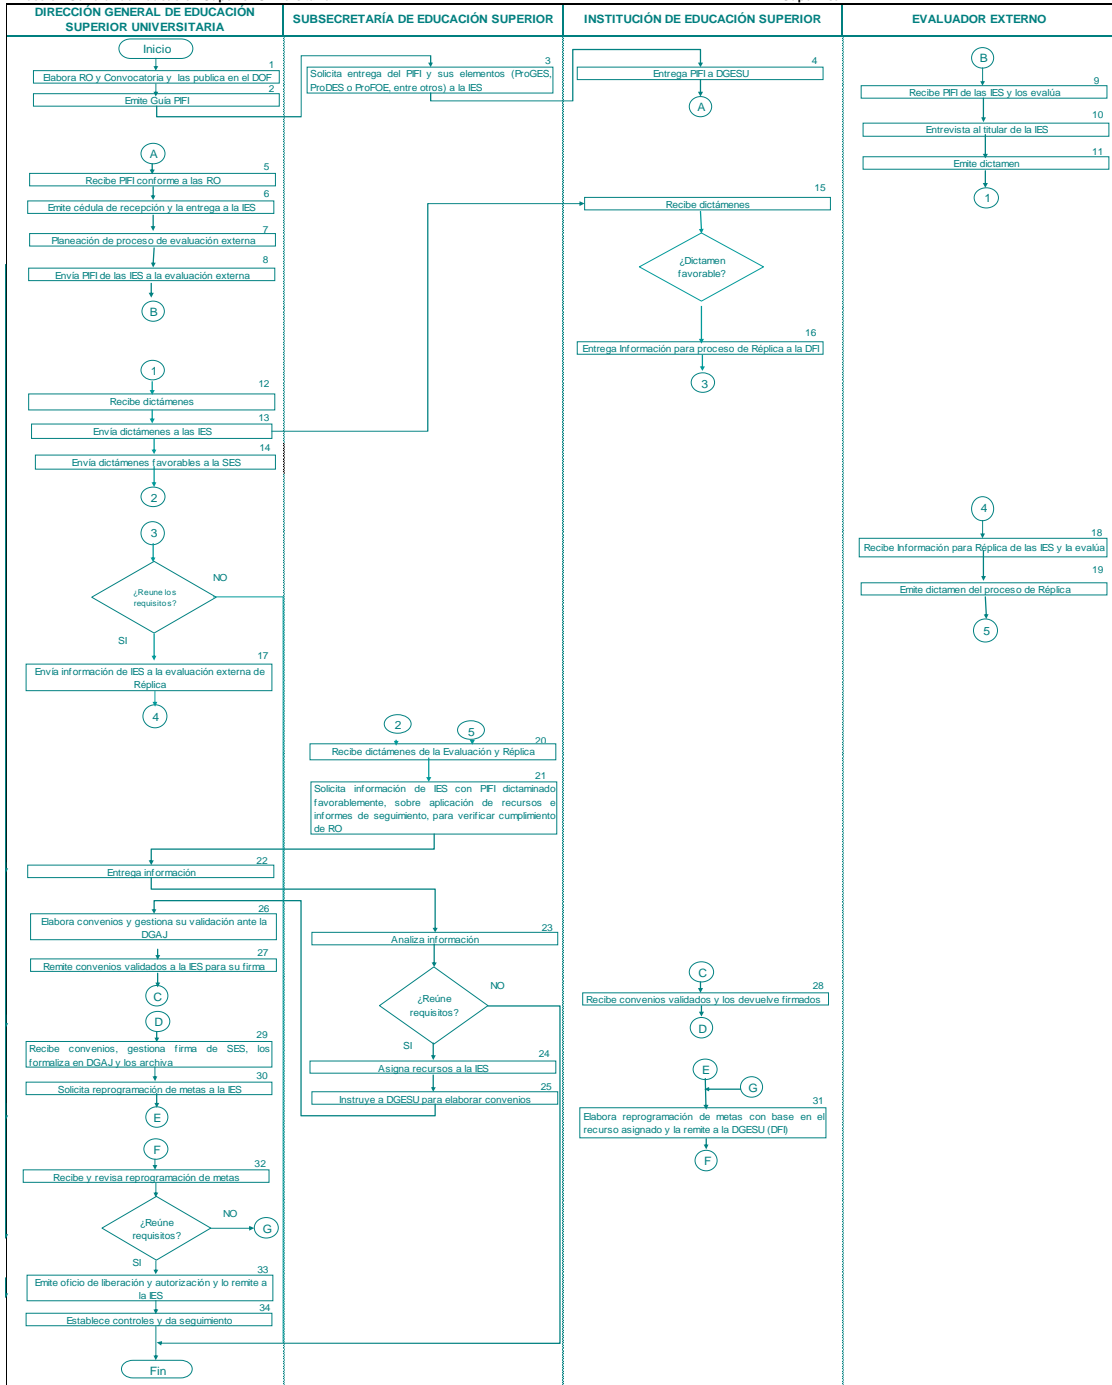 DIRECCIÓN GENERAL DE EDUCACIÓN
SUPERIOR UNIVERSITARIA
SUBSECRETARÍA DE EDUCACIÓN SUPERIOR
INSTITUCIÓN DE EDUCACIÓN SUPERIOR
EVALUADOR EXTERNO
Inicio
1
Elabora RO y Convocatoria y las publica en el DOF
2
Emite Guía PIFI
3
Solicita entrega del PIFI y sus elementos (ProGES,
ProDES o ProFOE, entre otros) a la IES
4
Entrega PIFI a DGESU
A
B
9
Recibe PIFI de las IES y los evalúa
10
Entrevista al titular de la IES
11
Emite dictamen
1
A
5
Recibe PIFI conforme a las RO
6
Emite cédula de recepción y la entrega a la IES
7
Planeación de proceso de evaluación externa
8
Envía PIFI de las IES a la evaluación externa
B
15
Recibe dictámenes
¿Dictamen
favorable?
16
Entrega Información para proceso de Réplica a la DFI
3
1
12
Recibe dictámenes
13
Envía dictámenes a las IES
14
Envía dictámenes favorables a la SES
2
3
¿Reune los
requisitos?
NO
SI
17
Envía información de IES a la evaluación externa de
Réplica
4
4
18
Recibe Información para Réplica de las IES y la evalúa
19
Emite dictamen del proceso de Réplica
5
2
5
20
Recibe dictámenes de la Evaluación y Réplica
21
Solicita información de IES con PIFI dictaminado
favorablemente, sobre aplicación de recursos e
informes de seguimiento, para verificar cumplimiento
de RO
22
Entrega información
23
Analiza información
¿Reúne
requisitos?
NO
SI
24
Asigna recursos a la IES
25
Instruye a DGESU para elaborar convenios
26
Elabora convenios y gestiona su validación ante la
DGAJ
27
Remite convenios validados a la IES para su firma
C
C
28
Recibe convenios validados y los devuelve firmados
D
D
29
Recibe convenios, gestiona firma de SES, los
formaliza en DGAJ y los archiva
30
Solicita reprogramación de metas a la IES
E
E
G
31
Elabora reprogramación de metas con base en el
recurso asignado y la remite a la DGESU (DFI)
F
F
32
Recibe y revisa reprogramación de metas
¿Reúne
requisitos?
NO
G
SI
33
Emite oficio de liberación y autorización y lo remite a
la IES
34
Establece controles y da seguimiento
Fin